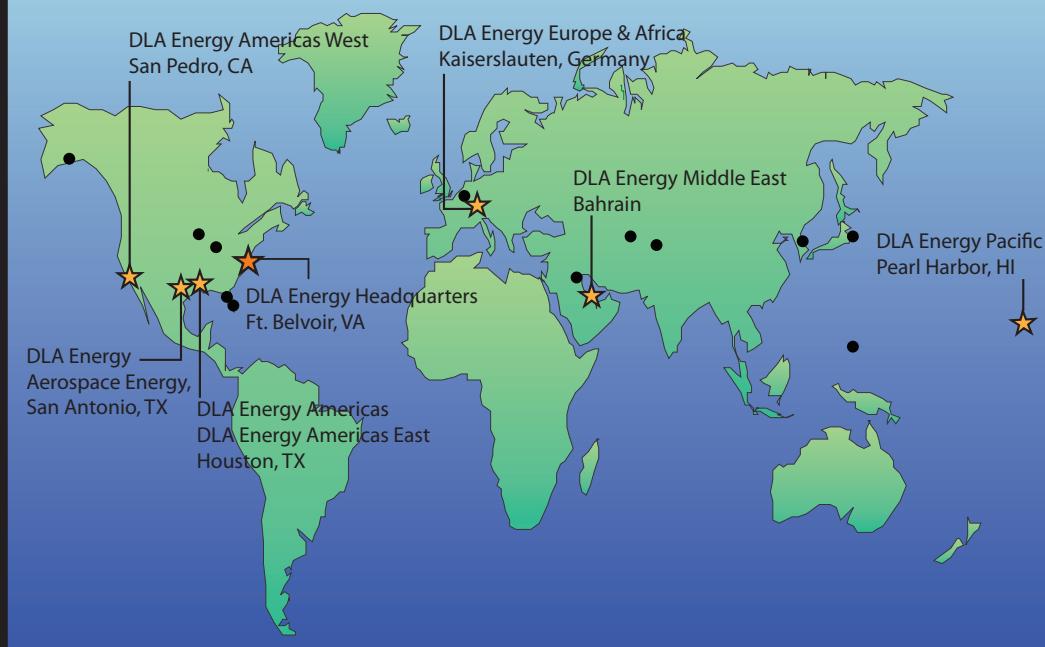 DLA Energy Americas West
San Pedro, CA
DLA Energy Europe & Africa
Kaiserslauten, Germany
DLA Energy Middle East
Bahrain
DLA Energy Pacific
Pearl Harbor, HI
DLA Energy Headquarters
Ft. Belvoir, VA
DLA Energy
Aerospace Energy,
San Antonio, TX
DLA Energy Americas
DLA Energy Americas East
Houston, TX